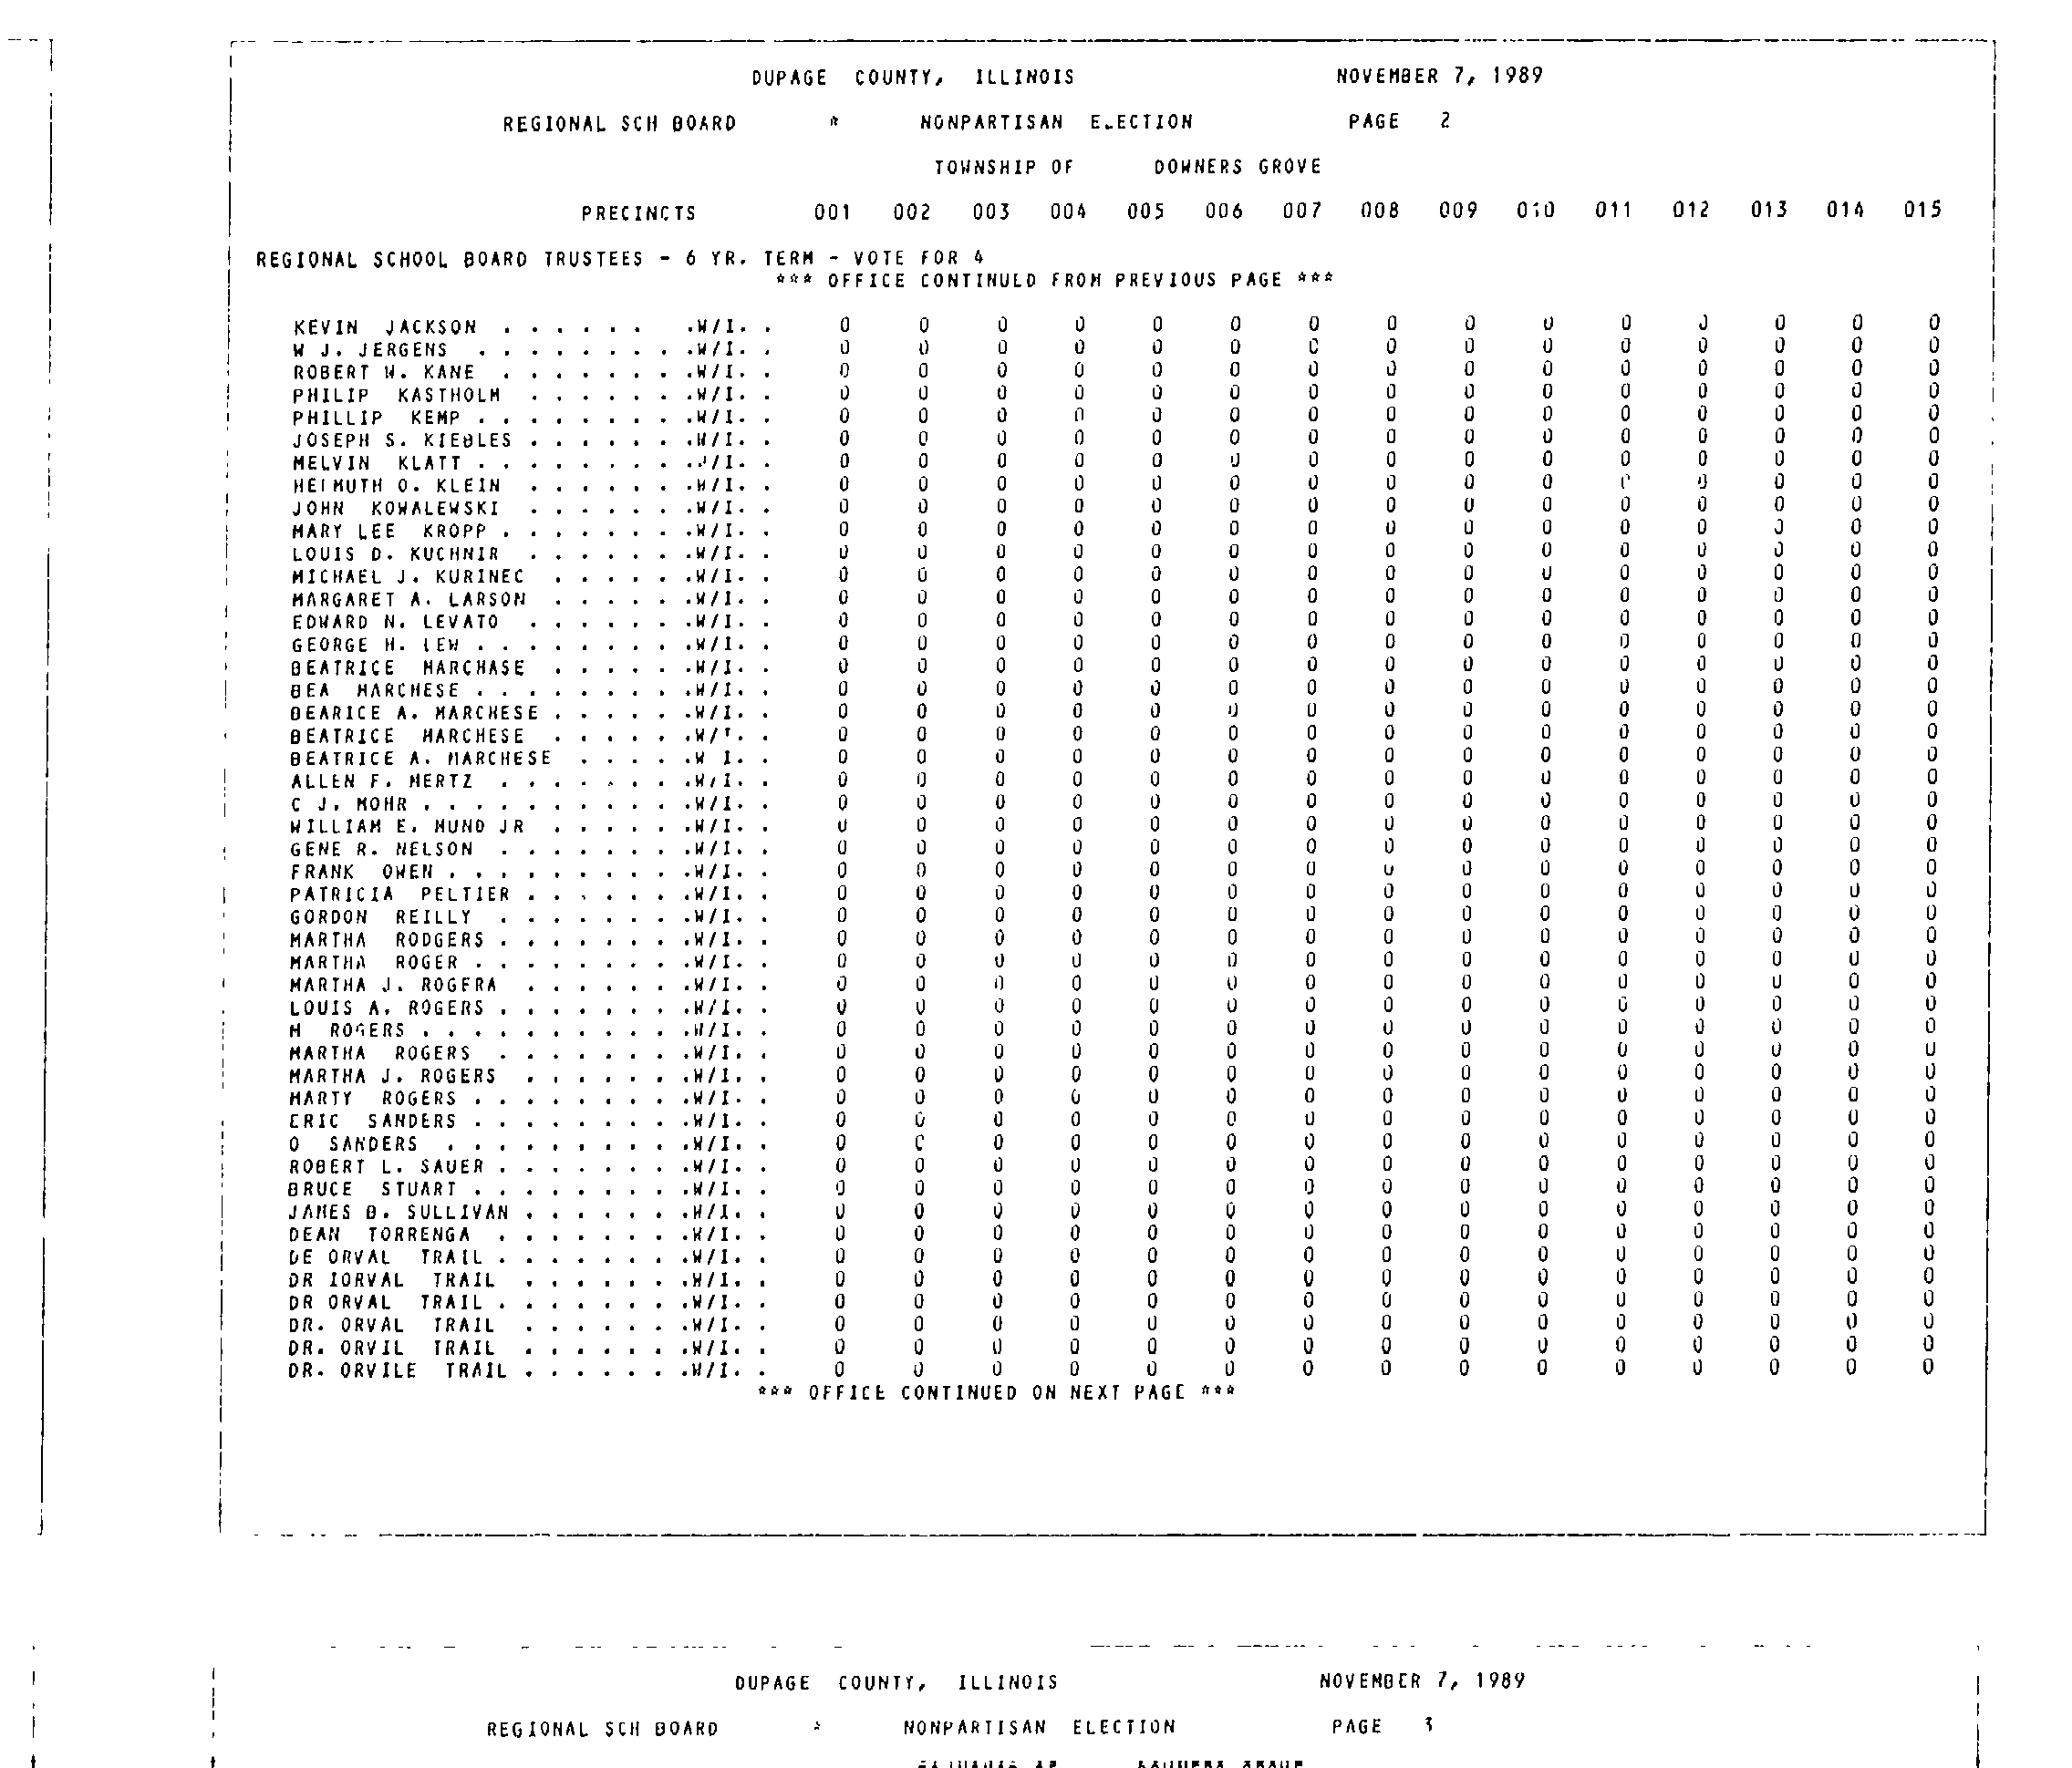 DUPAGE COUNTY, ILLINOIS NOVEMBER 7, 1989
REGIONAL SCH BOARD * NONPARTISAN ELECTION PAGE 2
TOWNSHIP OF DOWNERS GROVE
PRECINCTS 001 002 003 004 005 006 007 008 009 010 011 012 013 014 015
REGIONAL SCHOOL BOARD TRUSTEES - 6 YR. TERM - VOTE FOR 4
*** OFFICE CONTINUED FROM PREVIOUS PAGE ***
KEVIN JACKSON . . . . . . .W/I. . 0 0 0 0 0 0 0 0 0 0 0 0 0 0 0
W J. JERGENS . . . . . . . . .W/I. . 0 0 0 0 0 0 0 0 0 0 0 0 0 0 0
ROBERT W. KANE . . . . . . . .W/I. . 0 0 0 0 0 0 0 0 0 0 0 0 0 0 0
PHILIP KASTHOLM . . . . . . .W/I. . 0 0 0 0 0 0 0 0 0 0 0 0 0 0 0
PHILLIP KEMP . . . . . . . . .W/I. . 0 0 0 0 0 0 0 0 0 0 0 0 0 0 0
JOSEPH S. KIEBLES . . . . . . .W/I. . 0 0 0 0 0 0 0 0 0 0 0 0 0 0 0
MELVIN KLATT . . . . . . . . .W/I. . 0 0 0 0 0 0 0 0 0 0 0 0 0 0 0
HELMUTH O. KLEIN . . . . . . .W/I. . 0 0 0 0 0 0 0 0 0 0 0 0 0 0 0
JOHN KOWALEWSKI . . . . . . .W/I. . 0 0 0 0 0 0 0 0 0 0 0 0 0 0 0
MARY LEE KROPP . . . . . . . .W/I. . 0 0 0 0 0 0 0 0 0 0 0 0 0 0 0
LOUIS D. KUCHNIR . . . . . . .W/I. . 0 0 0 0 0 0 0 0 0 0 0 0 0 0 0
MICHAEL J. KURINEC . . . . . .W/I. . 0 0 0 0 0 0 0 0 0 0 0 0 0 0 0
MARGARET A. LARSON . . . . . .W/I. . 0 0 0 0 0 0 0 0 0 0 0 0 0 0 0
EDWARD N. LEVATO . . . . . . .W/I. . 0 0 0 0 0 0 0 0 0 0 0 0 0 0 0
GEORGE H. LEW . . . . . . . . .W/I. . 0 0 0 0 0 0 0 0 0 0 0 0 0 0 0
BEATRICE MARCHASE . . . . . .W/I. . 0 0 0 0 0 0 0 0 0 0 0 0 0 0 0
BEA MARCHESE . . . . . . . . .W/I. . 0 0 0 0 0 0 0 0 0 0 0 0 0 0 0
BEARICE A. MARCHESE . . . . . .W/I. . 0 0 0 0 0 0 0 0 0 0 0 0 0 0 0
BEATRICE MARCHESE . . . . . .W/I. . 0 0 0 0 0 0 0 0 0 0 0 0 0 0 0
BEATRICE A. MARCHESE . . . . .W I. . 0 0 0 0 0 0 0 0 0 0 0 0 0 0 0
ALLEN F. MERTZ . . . . . . . .W/I. . 0 0 0 0 0 0 0 0 0 0 0 0 0 0 0
C J. MOHR . . . . . . . . . . .W/I. . 0 0 0 0 0 0 0 0 0 0 0 0 0 0 0
WILLIAM E. MUND JR . . . . . .W/I. . 0 0 0 0 0 0 0 0 0 0 0 0 0 0 0
GENE R. NELSON . . . . . . . .W/I. . 0 0 0 0 0 0 0 0 0 0 0 0 0 0 0
FRANK OWEN . . . . . . . . . .W/I. . 0 0 0 0 0 0 0 0 0 0 0 0 0 0 0
PATRICIA PELTIER . . . . . . .W/I. . 0 0 0 0 0 0 0 0 0 0 0 0 0 0 0
GORDON REILLY . . . . . . . .W/I. . 0 0 0 0 0 0 0 0 0 0 0 0 0 0 0
MARTHA RODGERS . . . . . . . .W/I. . 0 0 0 0 0 0 0 0 0 0 0 0 0 0 0
MARTHA ROGER . . . . . . . . .W/I. . 0 0 0 0 0 0 0 0 0 0 0 0 0 0 0
MARTHA J. ROGERA . . . . . . .W/I. . 0 0 0 0 0 0 0 0 0 0 0 0 0 0 0
LOUIS A. ROGERS . . . . . . . .W/I. . 0 0 0 0 0 0 0 0 0 0 0 0 0 0 0
M ROGERS . . . . . . . . . . .W/I. . 0 0 0 0 0 0 0 0 0 0 0 0 0 0 0
MARTHA ROGERS . . . . . . . .W/I. . 0 0 0 0 0 0 0 0 0 0 0 0 0 0 0
MARTHA J. ROGERS . . . . . . .W/I. . 0 0 0 0 0 0 0 0 0 0 0 0 0 0 0
MARTY ROGERS . . . . . . . . .W/I. . 0 0 0 0 0 0 0 0 0 0 0 0 0 0 0
ERIC SANDERS . . . . . . . . .W/I. . 0 0 0 0 0 0 0 0 0 0 0 0 0 0 0
O SANDERS . . . . . . . . . .W/I. . 0 0 0 0 0 0 0 0 0 0 0 0 0 0 0
ROBERT L. SAUER . . . . . . . .W/I. . 0 0 0 0 0 0 0 0 0 0 0 0 0 0 0
BRUCE STUART . . . . . . . . .W/I. . 0 0 0 0 0 0 0 0 0 0 0 0 0 0 0
JAMES B. SULLIVAN . . . . . . .W/I. . 0 0 0 0 0 0 0 0 0 0 0 0 0 0 0
DEAN TORRENGA . . . . . . . .W/I. . 0 0 0 0 0 0 0 0 0 0 0 0 0 0 0
DE ORVAL TRAIL . . . . . . . .W/I. . 0 0 0 0 0 0 0 0 0 0 0 0 0 0 0
DR IORVAL TRAIL . . . . . . .W/I. . 0 0 0 0 0 0 0 0 0 0 0 0 0 0 0
DR ORVAL TRAIL . . . . . . . .W/I. . 0 0 0 0 0 0 0 0 0 0 0 0 0 0 0
DR. ORVAL TRAIL . . . . . . .W/I. . 0 0 0 0 0 0 0 0 0 0 0 0 0 0 0
DR. ORVIL TRAIL . . . . . . .W/I. . 0 0 0 0 0 0 0 0 0 0 0 0 0 0 0
DR. ORVILE TRAIL . . . . . . .W/I. . 0 0 0 0 0 0 0 0 0 0 0 0 0 0 0
*** OFFICE CONTINUED ON NEXT PAGE ***
DUPAGE COUNTY, ILLINOIS NOVEMBER 7, 1989
REGIONAL SCH BOARD * NONPARTISAN ELECTION PAGE 3